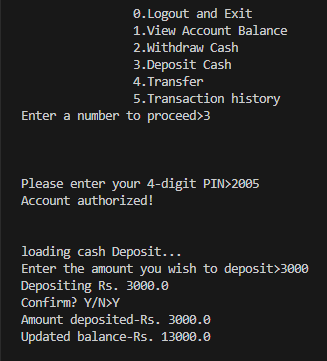 0.Logout and Exit
1.View Account Balance
2.Withdraw Cash
3.Deposit Cash
4.Transfer
5.Transaction history
Enter a number to proceed>3
Please enter your 4-digit PIN>2005
Account authorized!
loading cash Deposit...
Enter the amount you wish to deposit>3000
Depositing Rs. 3000.0
Confirm? Y/N>Y
Amount deposited-Rs. 3000.0
Updated balance-Rs. 13000.0